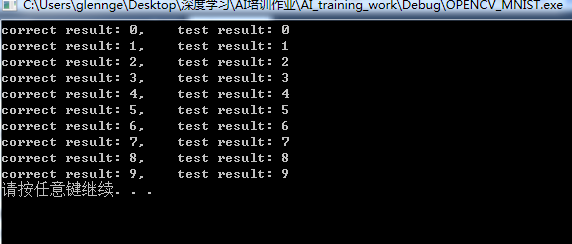 C:\Users\glennge\Desktop\深度学习\AI培训作业\AI_training_work\Debug\OPENCV_MNIST.exe
correct result: 0,    test result: 0
correct result: 1,    test result: 1
correct result: 2,    test result: 2
correct result: 3,    test result: 3
correct result: 4,    test result: 4
correct result: 5,    test result: 5
correct result: 6,    test result: 6
correct result: 7,    test result: 7
correct result: 8,    test result: 8
correct result: 9,    test result: 9
请按任意键继续. . .